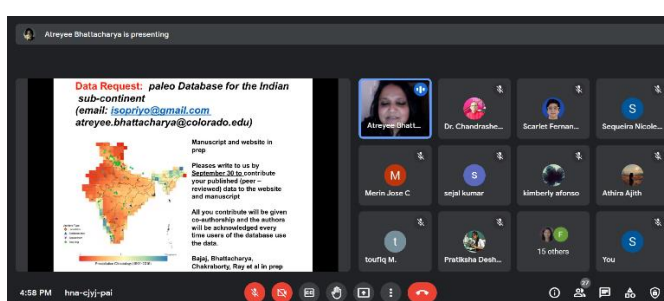 Atreyee Bhattacharya is presenting
Data Request: paleo Database for the Indian
sub-continent
(email: isopriyo@gmail.com
atreyee.bhattacharya@colorado.edu)
Manuscript and website in
prep
Pleases write to us by
September 30 to contribute
your published (peer –
reviewed) data to the website
and manuscript
All you contribute will be given
co-authorship and the authors
will be acknowledged every
time users of the database use
the data.
Bajaj, Bhattacharya,
Chakraborty, Ray et al in prep
Atreyee Bhatt...
Dr. Chandrashe...
Scarlet Fernan...
S
Sequeira Nicole...
M
Merin Jose C
s
sejal kumar
kimberly afonso
Athira Ajith
t
toufiq M.
Pratiksha Desh...
F
15 others
S
You
4:58 PM hna-cjyj-pai
27